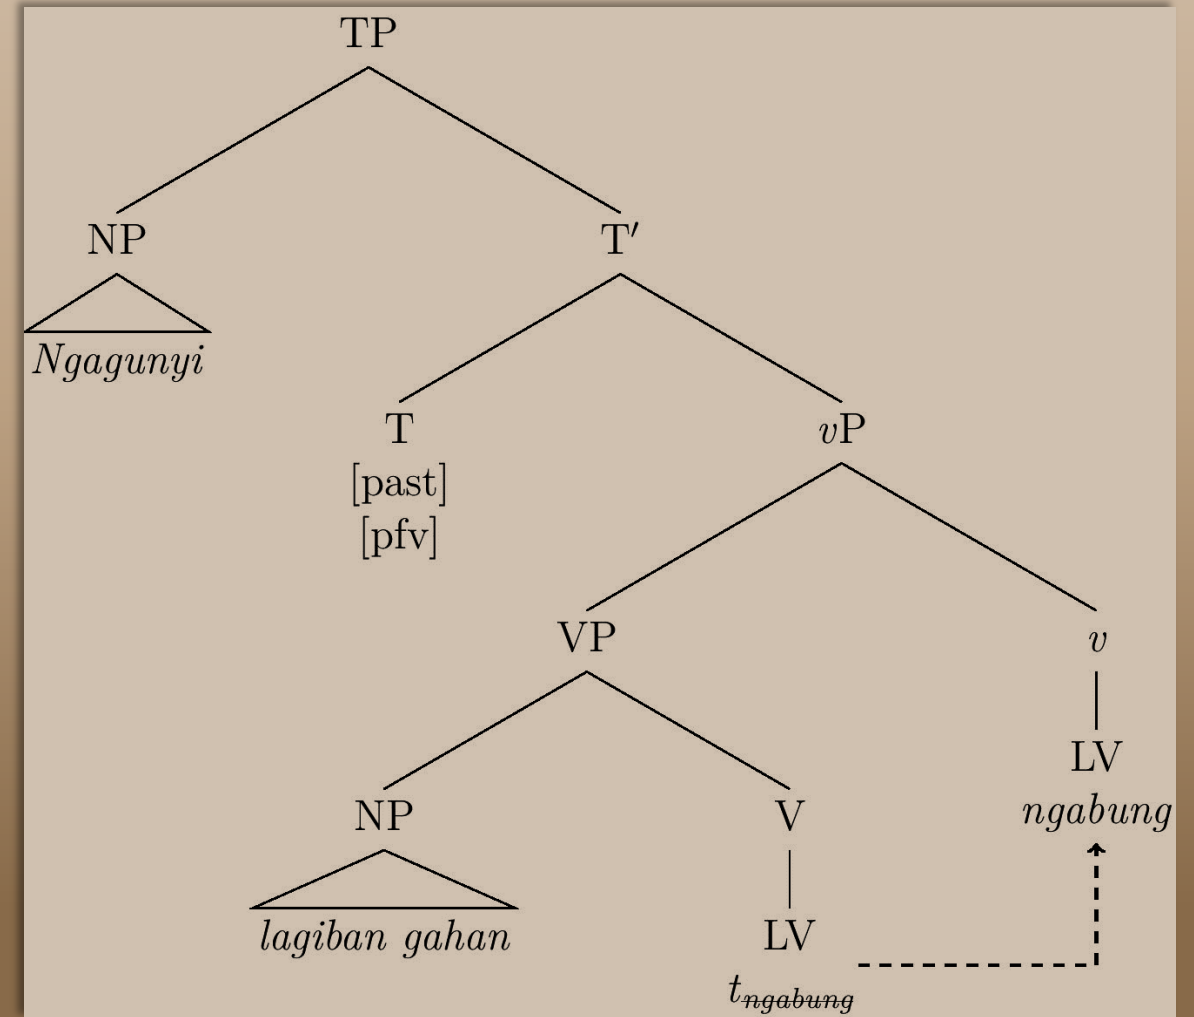 TP
NP T′
Ngagunyi
T vP
[past]
[pfv]
VP v
LV
ngabung
NP V
lagiban gahan LV
tngabung